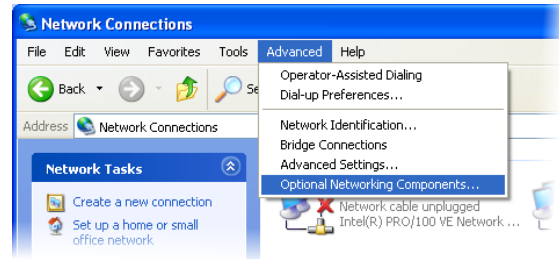 Network Connections
File Edit View Favorites Tools Advanced Help
Back
Se
Address Network Connections
Operator-Assisted Dialing
Dial-up Preferences...
Network Identification...
Bridge Connections
Advanced Settings...
Optional Networking Components...
Network Tasks
Create a new connection
Set up a home or small
office network
Network cable unplugged
Intel(R) PRO/100 VE Network ...